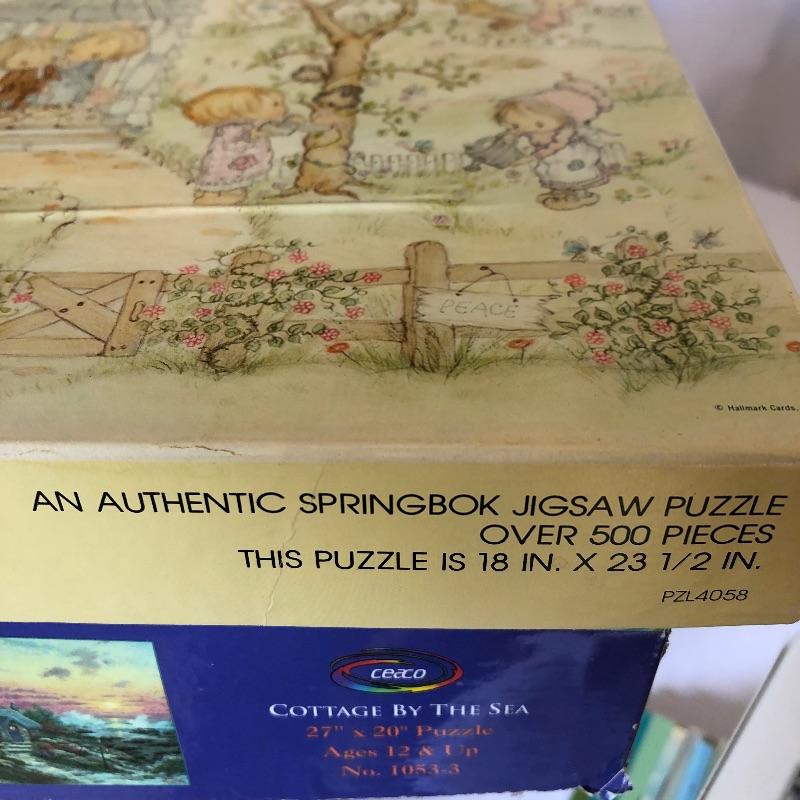 PEACE
© Hallmark Cards,
AN AUTHENTIC SPRINGBOK JIGSAW PUZZLE
OVER 500 PIECES
THIS PUZZLE IS 18 IN. X 23 1/2 IN.
PZL4058
ceaco
COTTAGE BY THE SEA
27" x 20" Puzzle
Ages 12 & Up
No. 1053-3